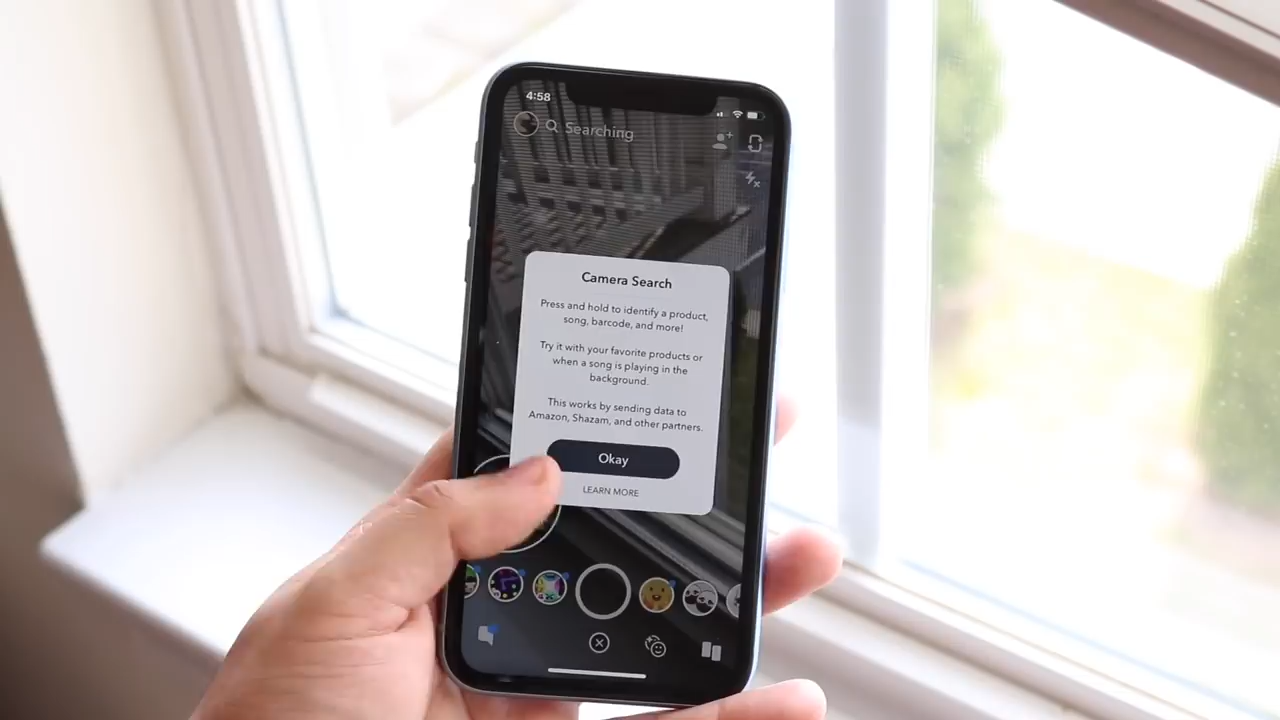 4:58
Searching
Camera Search
Press and hold to identify a product,
song, barcode, and more!
Try it with your favorite products or
when a song is playing in the
background.
This works by sending data to
Amazon, Shazam, and other partners.
Okay
LEARN MORE